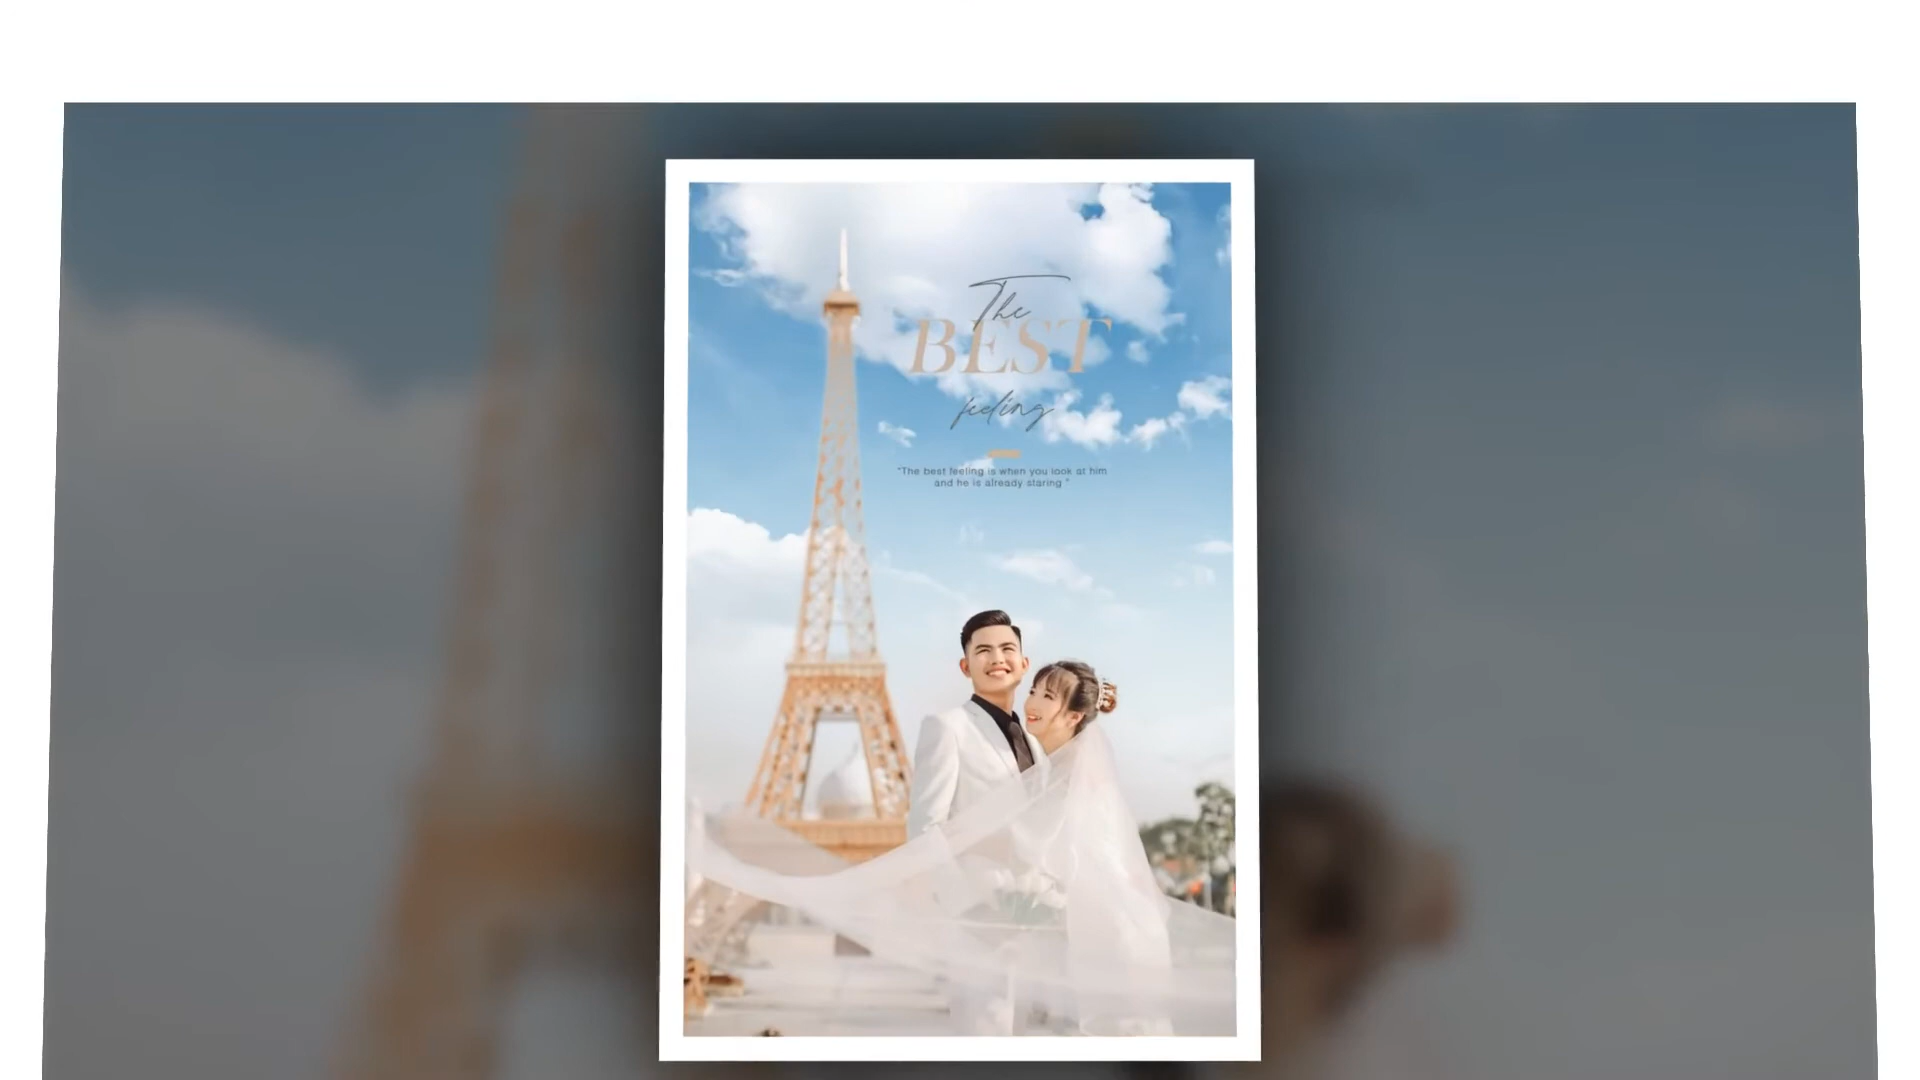 The
BEST
feeling
"The best feeling is when you look at him
and he is already staring "